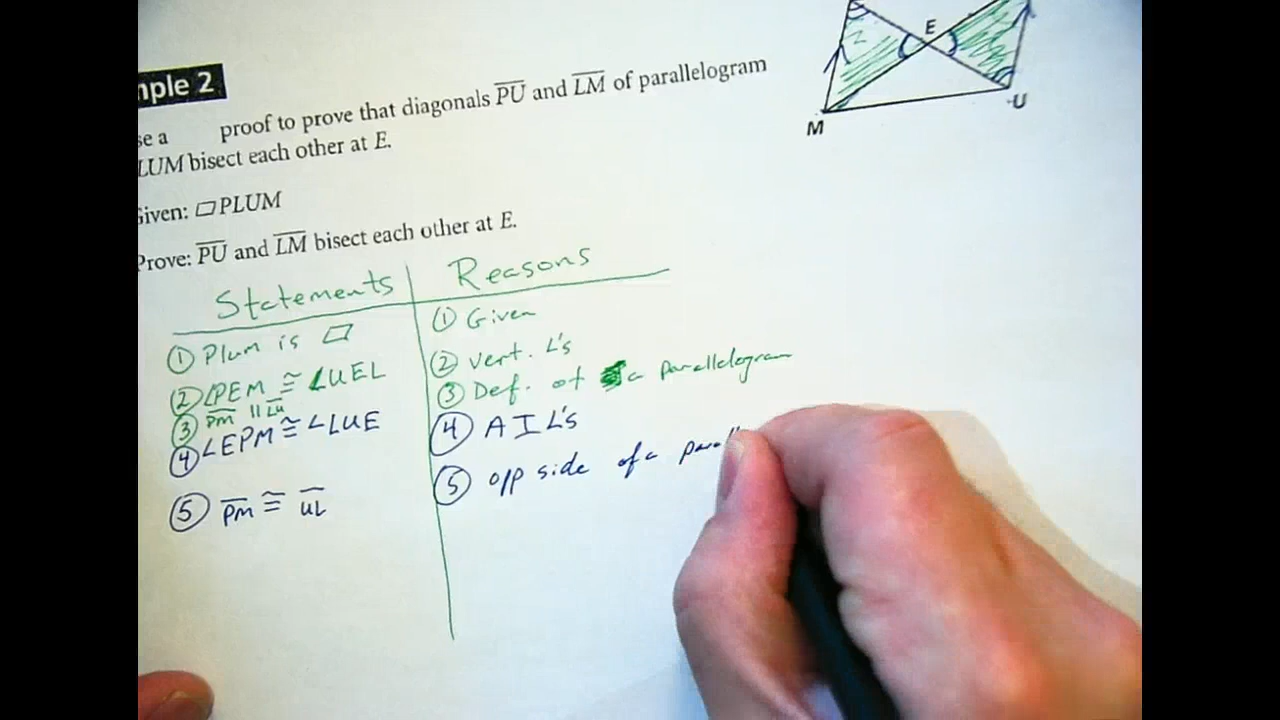 mple 2
se a proof to prove that diagonals PU and LM of parallelogram
LUM bisect each other at E.
Given: ▱PLUM
Prove: PU and LM bisect each other at E.
E
U
M
Statements Reasons
① Plum is ▱ ① Given
② ∠PEM ≅ ∠UEL ② Vert. ∠'s
③ PM || LU ③ Def. of a parallelogram
④ ∠EPM ≅ ∠LUE ④ A I ∠'s
⑤ PM ≅ UL ⑤ opp side of a parall